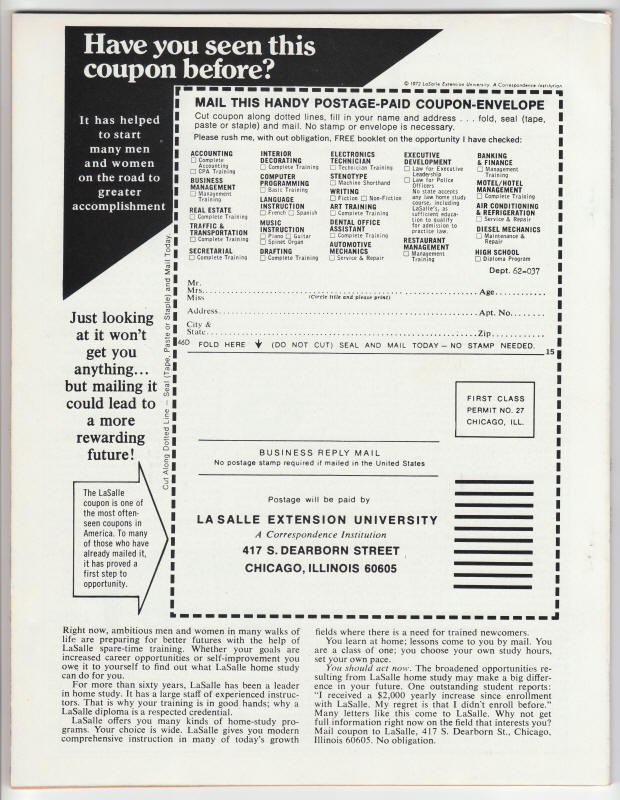 Have you seen this
coupon before?
© 1972 LaSalle Extension University. A Correspondence Institution
It has helped
to start
many men
and women
on the road to
greater
accomplishment
Just looking
at it won't
get you
anything...
but mailing it
could lead to
a more
rewarding
future!
The LaSalle
coupon is one of
the most often-
seen coupons in
America. To many
of those who have
already mailed it,
it has proved a
first step to
opportunity.
Cut Along Dotted Line — Seal (Tape, Paste or Staple) and Mail Today.
MAIL THIS HANDY POSTAGE-PAID COUPON-ENVELOPE
Cut coupon along dotted lines, fill in your name and address . . . fold, seal (tape,
paste or staple) and mail. No stamp or envelope is necessary.
Please rush me, with out obligation, FREE booklet on the opportunity I have checked:
ACCOUNTING
Complete
Accounting
CPA Training
BUSINESS
MANAGEMENT
Management
Training
REAL ESTATE
Complete Training
TRAFFIC &
TRANSPORTATION
Complete Training
SECRETARIAL
Complete Training
INTERIOR
DECORATING
Complete Training
COMPUTER
PROGRAMMING
Basic Training
LANGUAGE
INSTRUCTION
French Spanish
MUSIC
INSTRUCTION
Piano Guitar
Spinet Organ
DRAFTING
Complete Training
ELECTRONICS
TECHNICIAN
Technician Training
STENOTYPE
Machine Shorthand
WRITING
Fiction Non-Fiction
ART TRAINING
Complete Training
DENTAL OFFICE
ASSISTANT
Complete Training
AUTOMOTIVE
MECHANICS
Service & Repair
EXECUTIVE
DEVELOPMENT
Law for Executive
Leadership
Law for Police
Officers
No state accepts
any law home study
course, including
LaSalle's, as
sufficient educa-
tion to qualify
for admission to
practice law.
RESTAURANT
MANAGEMENT
Management
Training
BANKING
& FINANCE
Management
Training
MOTEL/HOTEL
MANAGEMENT
Complete Training
AIR CONDITIONING
& REFRIGERATION
Service & Repair
DIESEL MECHANICS
Maintenance &
Repair
HIGH SCHOOL
Diploma Program
Dept. 62-037
Mr.
Mrs. Age
Miss (Circle title and please print)
Address Apt. No.
City &
State Zip
46D FOLD HERE (DO NOT CUT) SEAL AND MAIL TODAY — NO STAMP NEEDED.
15
FIRST CLASS
PERMIT NO. 27
CHICAGO, ILL.
BUSINESS REPLY MAIL
No postage stamp required if mailed in the United States
Postage will be paid by
LA SALLE EXTENSION UNIVERSITY
A Correspondence Institution
417 S. DEARBORN STREET
CHICAGO, ILLINOIS 60605
Right now, ambitious men and women in many walks of
life are preparing for better futures with the help of
LaSalle spare-time training. Whether your goals are
increased career opportunities or self-improvement you
owe it to yourself to find out what LaSalle home study
can do for you.
For more than sixty years, LaSalle has been a leader
in home study. It has a large staff of experienced instruc-
tors. That is why your training is in good hands; why a
LaSalle diploma is a respected credential.
LaSalle offers you many kinds of home-study pro-
grams. Your choice is wide. LaSalle gives you modern
comprehensive instruction in many of today's growth
fields where there is a need for trained newcomers.
You learn at home; lessons come to you by mail. You
are a class of one; you choose your own study hours,
set your own pace.
You should act now. The broadened opportunities re-
sulting from LaSalle home study may make a big differ-
ence in your future. One outstanding student reports:
"I received a $2,000 yearly increase since enrollment
with LaSalle. My regret is that I didn't enroll before."
Many letters like this come to LaSalle. Why not get
full information right now on the field that interests you?
Mail coupon to LaSalle, 417 S. Dearborn St., Chicago,
Illinois 60605. No obligation.